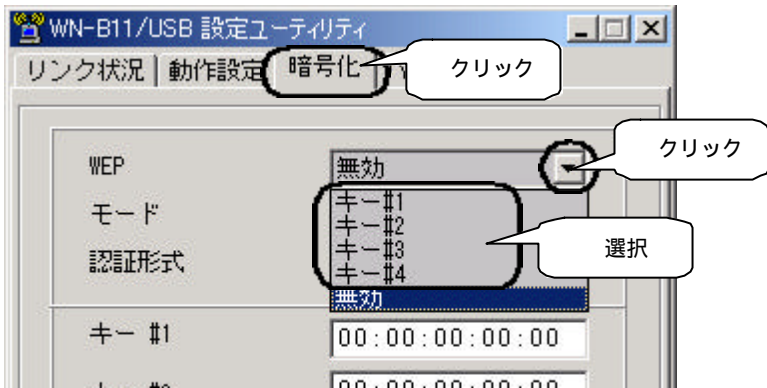 WN-B11/USB 設定ユーティリティ
リンク状況 動作設定 暗号化
クリック
クリック
WEP 無効
キー#1
モード キー#2
認証形式 キー#3
キー#4
選択
無効
キー #1 00:00:00:00:00